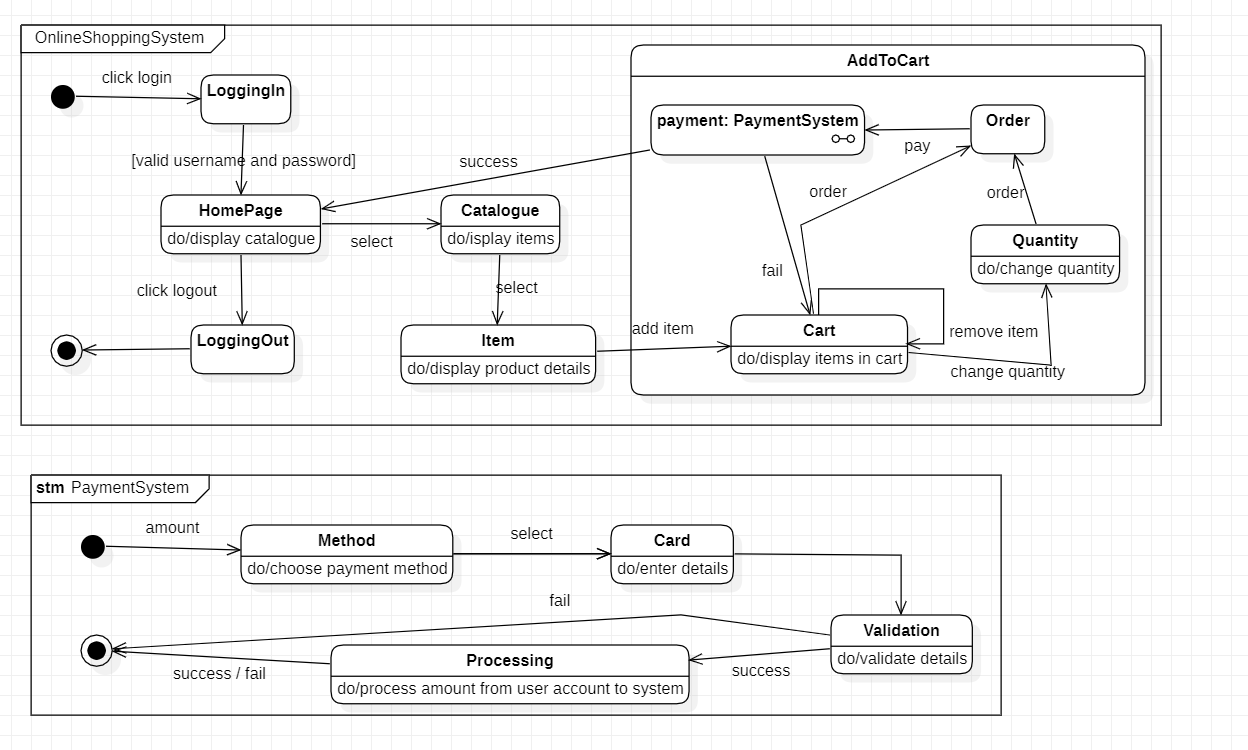 OnlineShoppingSystem
AddToCart
click login
LoggingIn
payment: PaymentSystem
Order
pay
[valid username and password]
success
order
order
HomePage
do/display catalogue
select
Catalogue
do/isplay items
Quantity
do/change quantity
click logout
select
fail
LoggingOut
Item
do/display product details
add item
Cart
do/display items in cart
remove item
change quantity
stm PaymentSystem
amount
Method
do/choose payment method
select
Card
do/enter details
fail
Validation
do/validate details
Processing
do/process amount from user account to system
success / fail
success